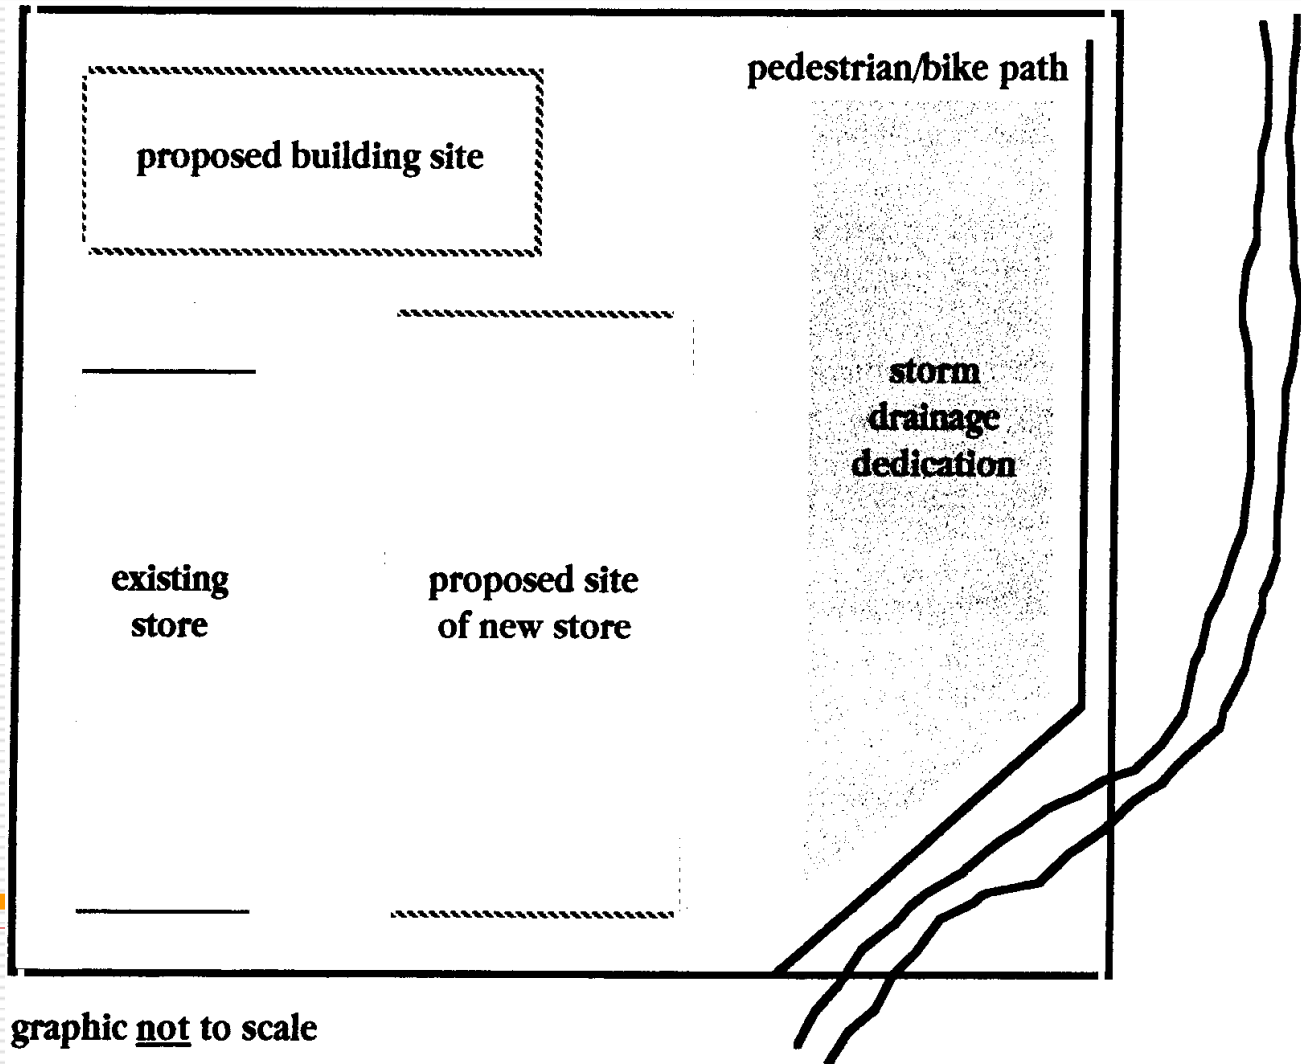 pedestrian/bike path
proposed building site
storm
drainage
dedication
existing
store
proposed site
of new store
graphic not to scale